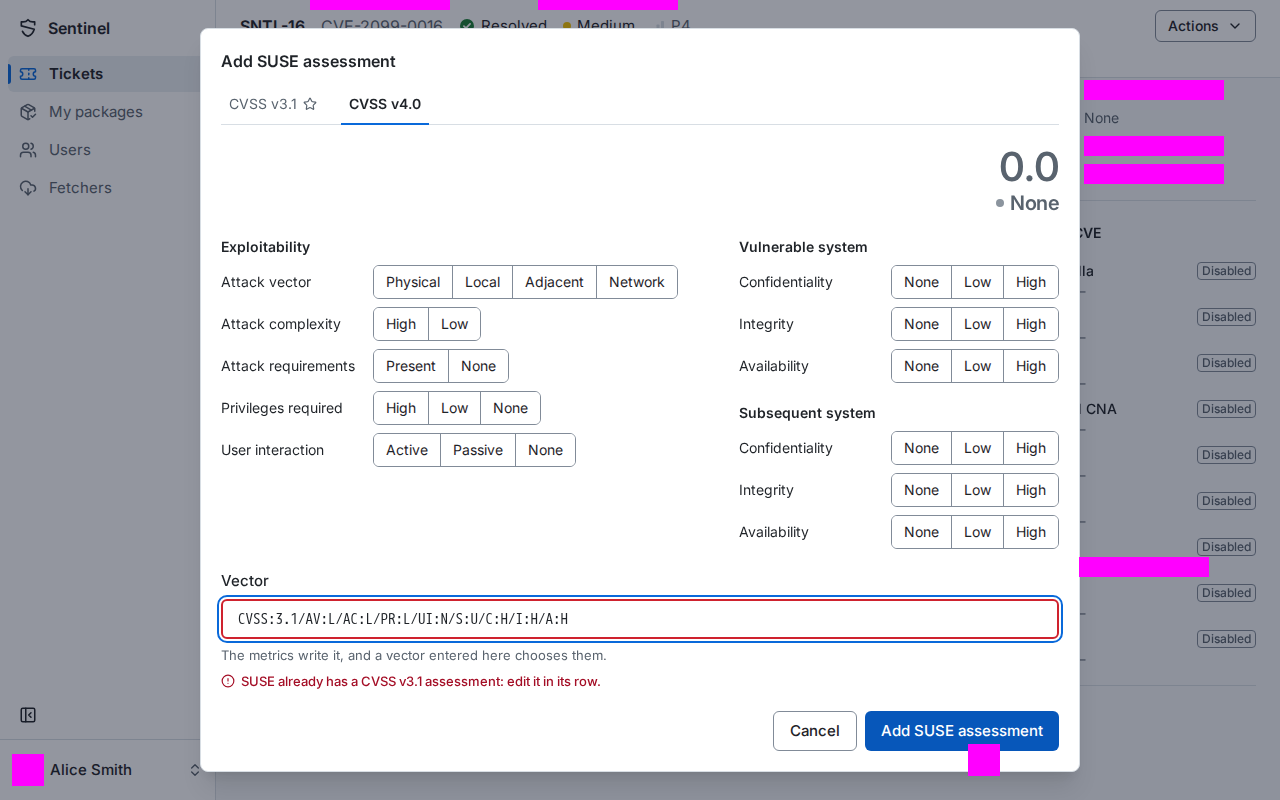 Sentinel
SNTL-16 CVE-2099-0016 Resolved Medium P4
Actions
Tickets
My packages
Users
Fetchers
Add SUSE assessment
CVSS v3.1
CVSS v4.0
0.0
None
Exploitability
Attack vector Physical Local Adjacent Network
Attack complexity High Low
Attack requirements Present None
Privileges required High Low None
User interaction Active Passive None
Vulnerable system
Confidentiality None Low High
Integrity None Low High
Availability None Low High
Subsequent system
Confidentiality None Low High
Integrity None Low High
Availability None Low High
Vector
CVSS:3.1/AV:L/AC:L/PR:L/UI:N/S:U/C:H/I:H/A:H
The metrics write it, and a vector entered here chooses them.
SUSE already has a CVSS v3.1 assessment: edit it in its row.
Cancel
Add SUSE assessment
None
Disabled
Disabled
Disabled
CNA Disabled
Disabled
Disabled
Disabled
Disabled
Disabled
Alice Smith